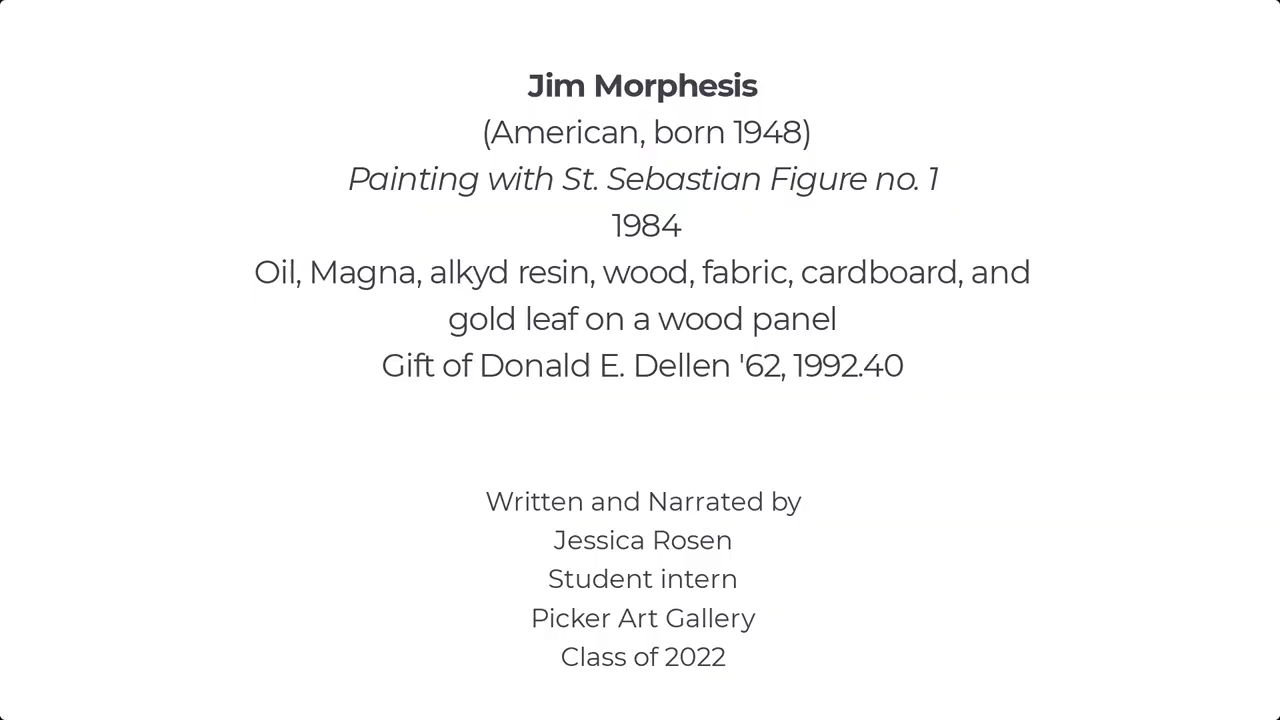 Jim Morphesis
(American, born 1948)
Painting with St. Sebastian Figure no. 1
1984
Oil, Magna, alkyd resin, wood, fabric, cardboard, and
gold leaf on a wood panel
Gift of Donald E. Dellen '62, 1992.40
Written and Narrated by
Jessica Rosen
Student intern
Picker Art Gallery
Class of 2022